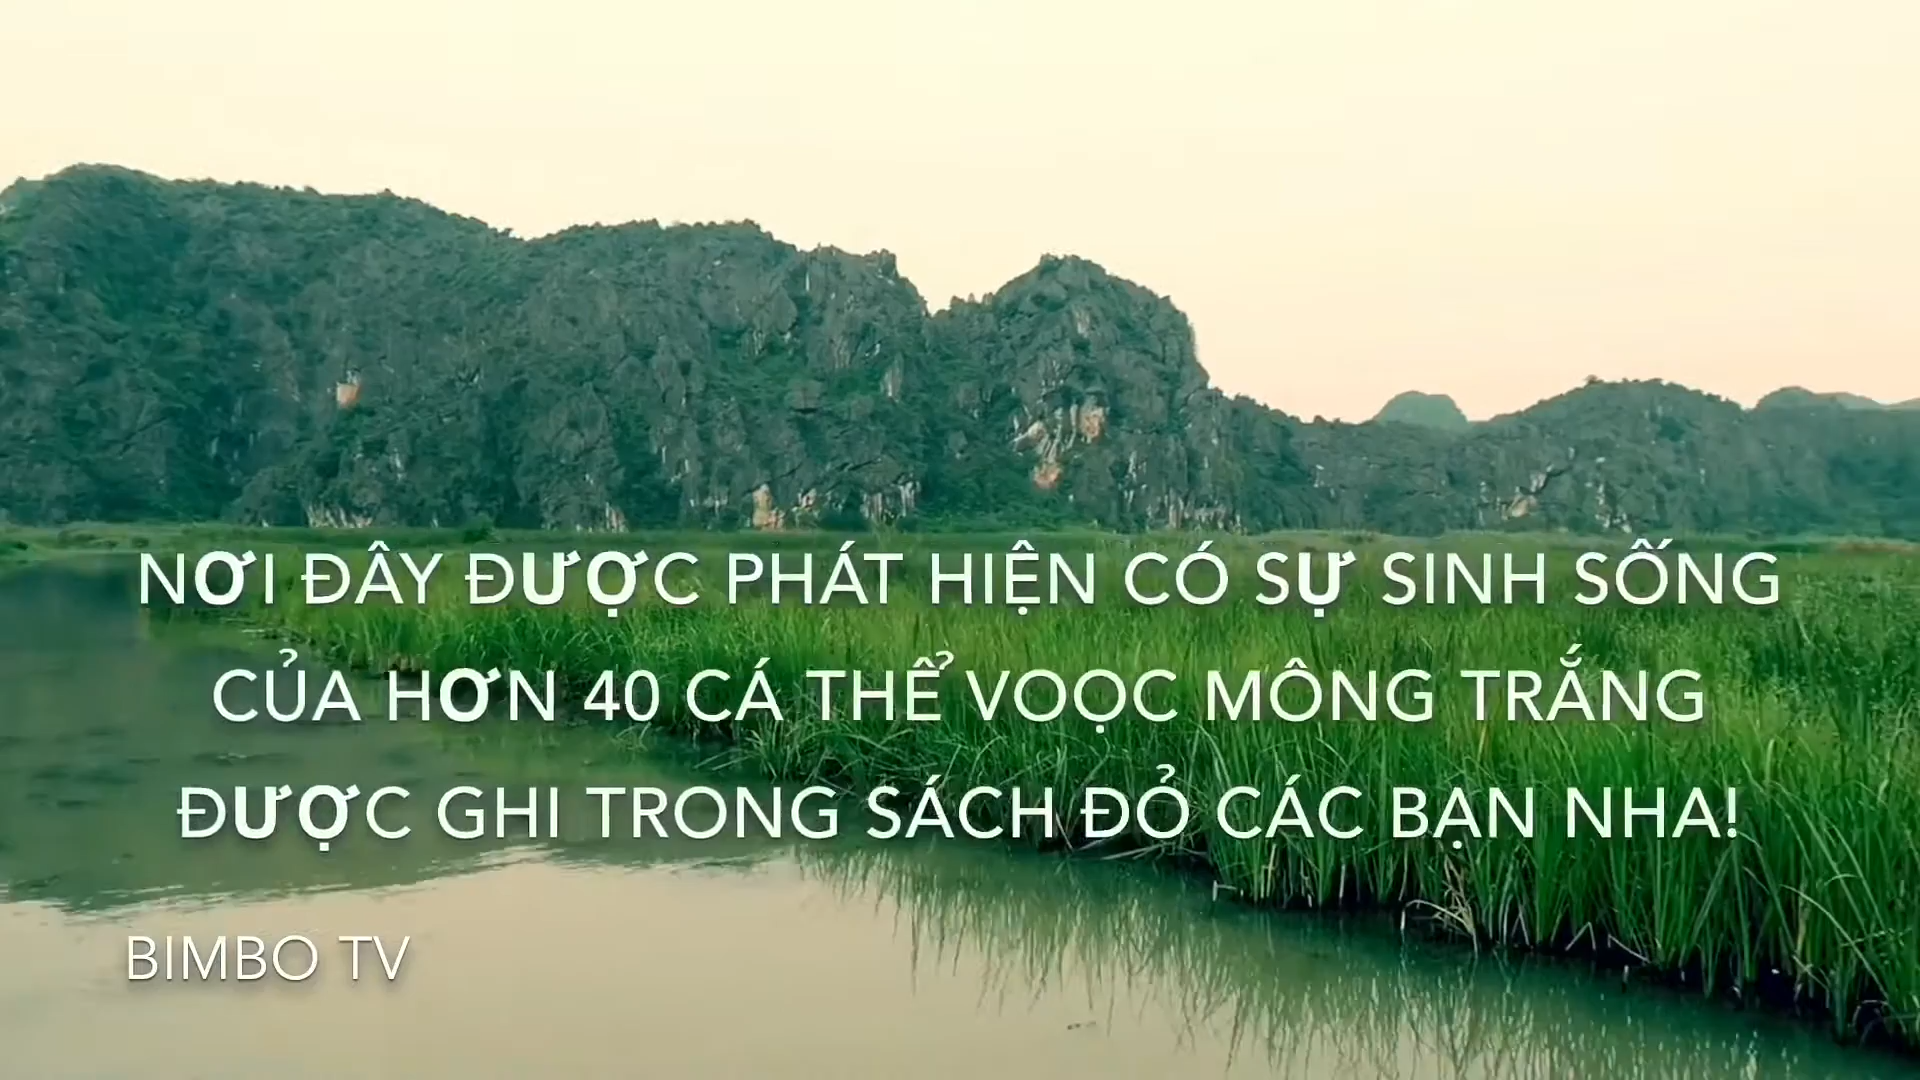 NƠI ĐÂY ĐƯỢC PHÁT HIỆN CÓ SỰ SINH SỐNG
CỦA HƠN 40 CÁ THỂ VOỌC MÔNG TRẮNG
ĐƯỢC GHI TRONG SÁCH ĐỎ CÁC BẠN NHA!
BIMBO TV